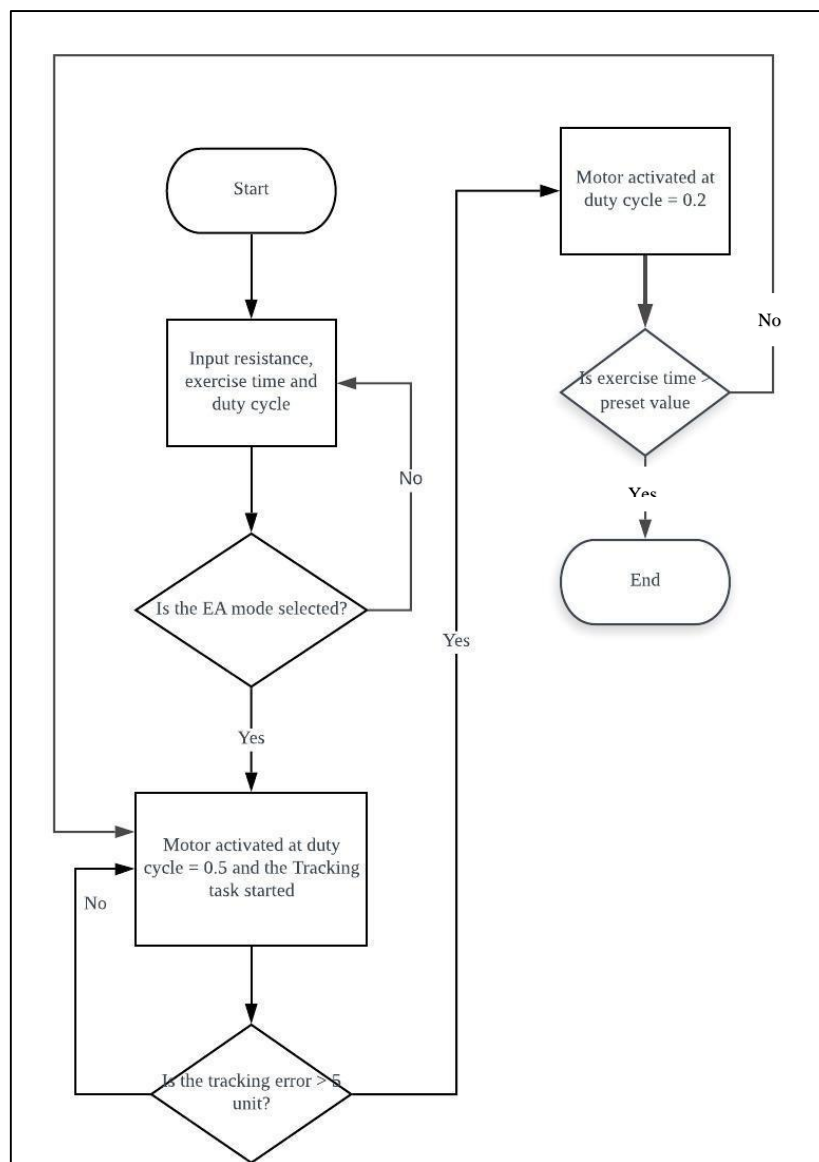 Start
Input resistance,
exercise time and
duty cycle
No
Is the EA mode selected?
Yes
Motor activated at duty
cycle = 0.5 and the Tracking
task started
No
Is the tracking error > 5
unit?
Yes
Motor activated at
duty cycle = 0.2
Is exercise time >
preset value
No
Yes
End